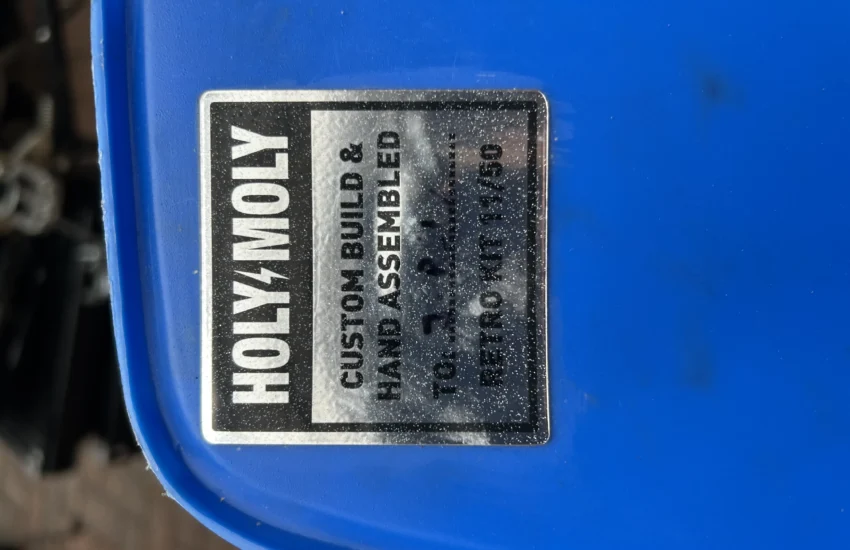 HOLY MOLY
CUSTOM BUILD &
HAND ASSEMBLED
TO:
RETRO KIT 11/50